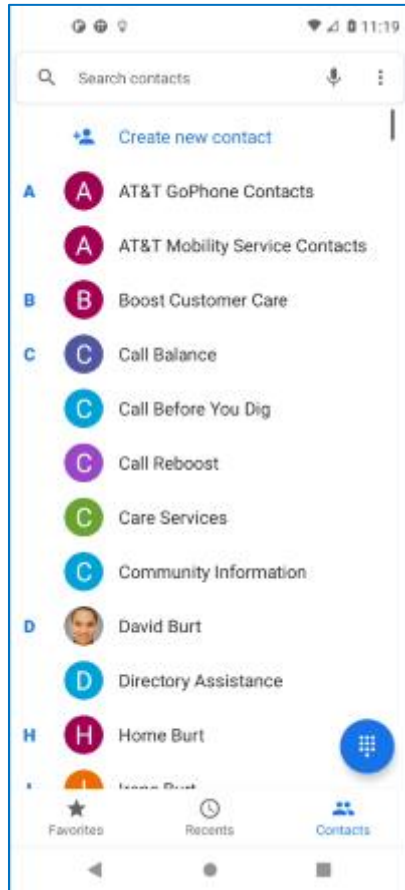 11:19
Search contacts
Create new contact
A
A
AT&T GoPhone Contacts
A
AT&T Mobility Service Contacts
B
B
Boost Customer Care
C
C
Call Balance
C
Call Before You Dig
C
Call Reboost
C
Care Services
C
Community Information
D
David Burt
D
Directory Assistance
H
H
Home Burt
Favorites
Recents
Contacts